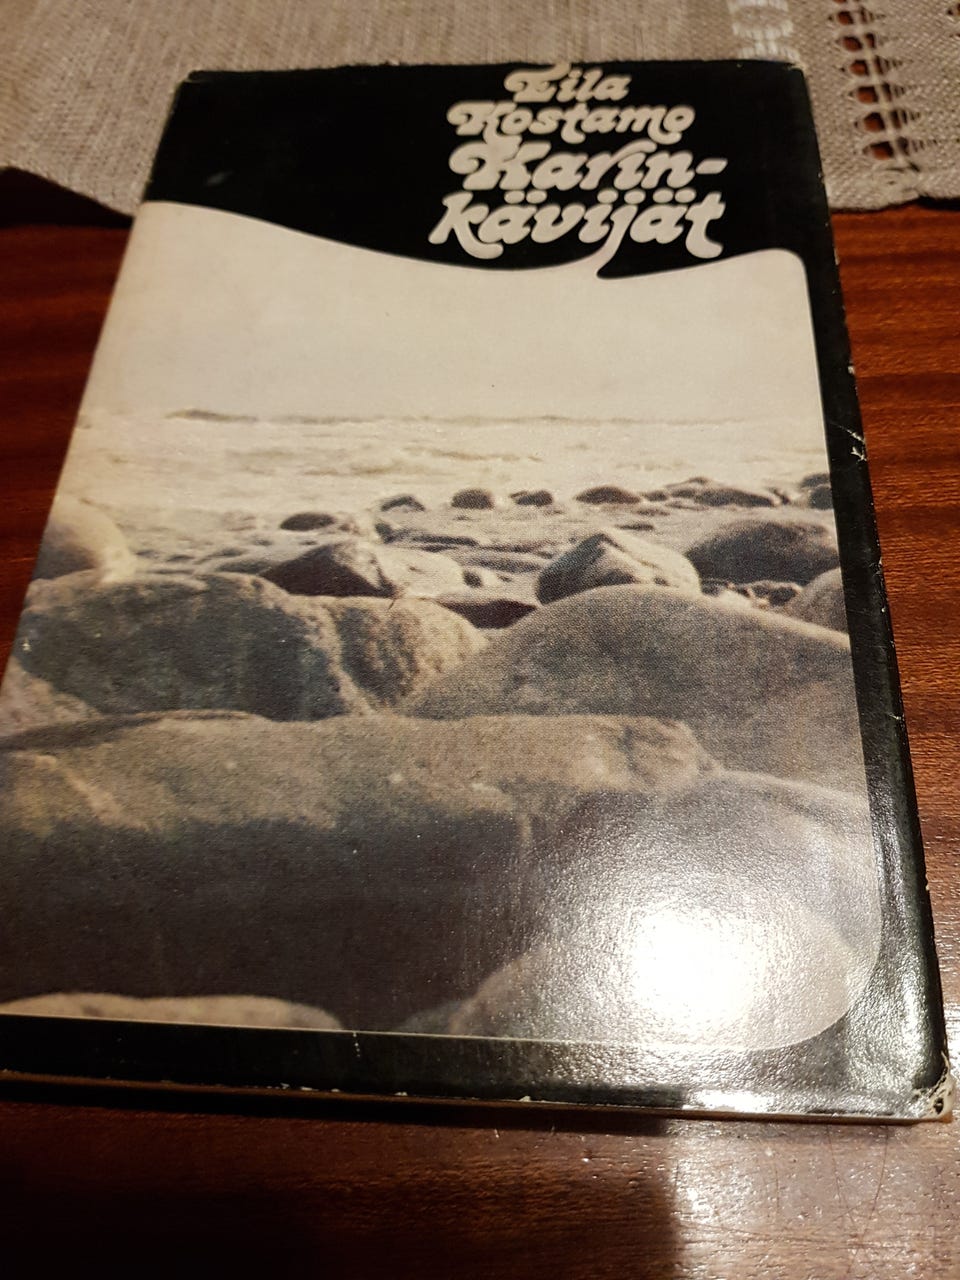 Eila
Kostamo
Karin-
kävijät